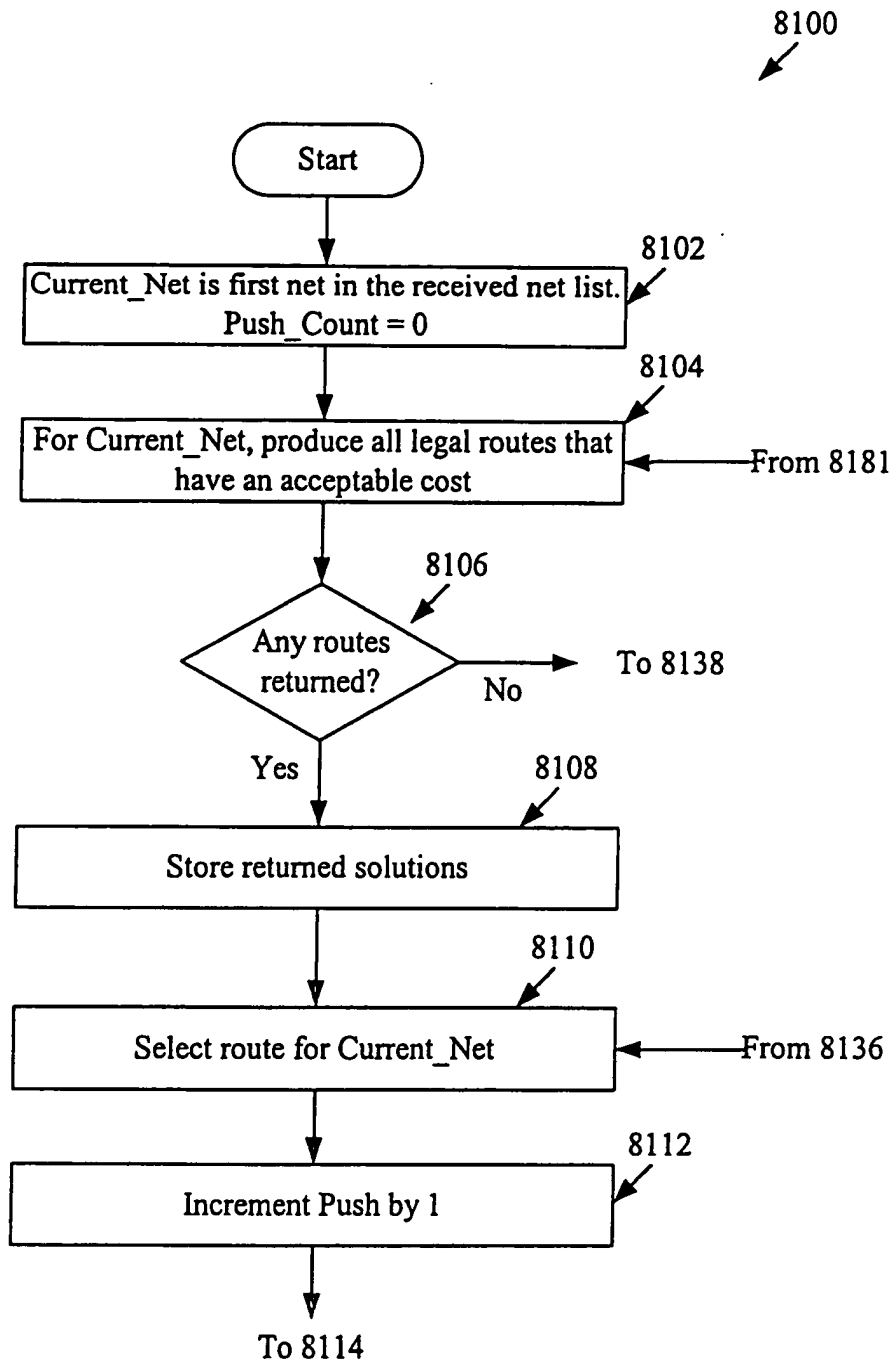 8100
Start
8102
Current_Net is first net in the received net list.
Push_Count = 0
8104
For Current_Net, produce all legal routes that
have an acceptable cost
From 8181
8106
Any routes
returned?
No
To 8138
Yes
8108
Store returned solutions
8110
Select route for Current_Net
From 8136
8112
Increment Push by 1
To 8114